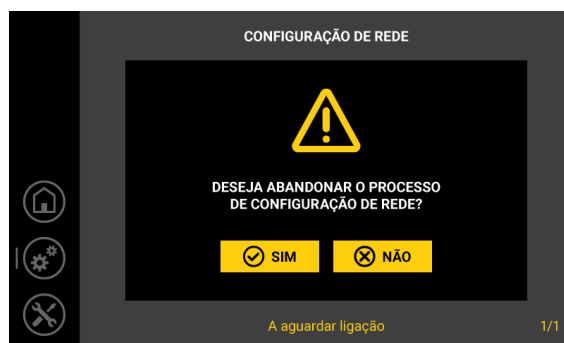 CONFIGURAÇÃO DE REDE
DESEJA ABANDONAR O PROCESSO
DE CONFIGURAÇÃO DE REDE?
SIM
NÃO
A aguardar ligação
1/1